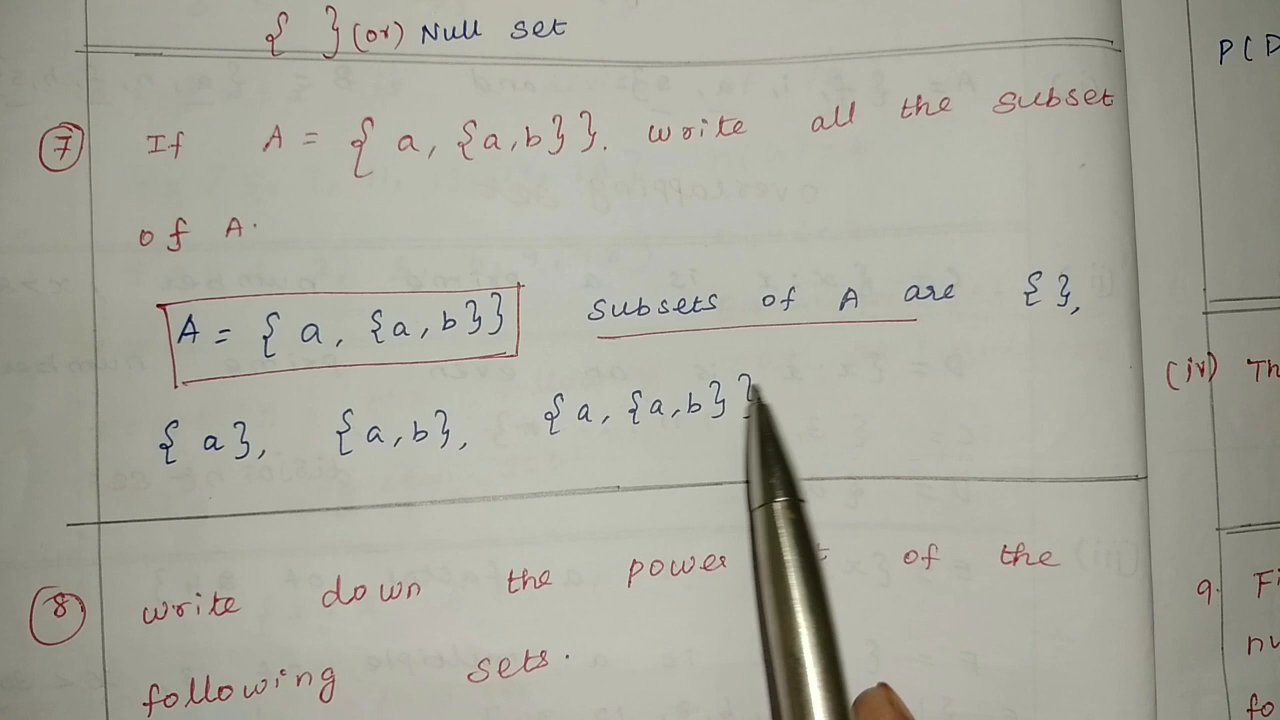 { } (or) Null set
⑦ If A = { a, {a,b}}. write all the subset
of A.
A = { a, {a,b}} Subsets of A are { },
{ a}, {a,b}, { a, {a,b} }
⑧ write down the power of the
following sets.
P(D
(iv) Th
9. Fi
nu
fo